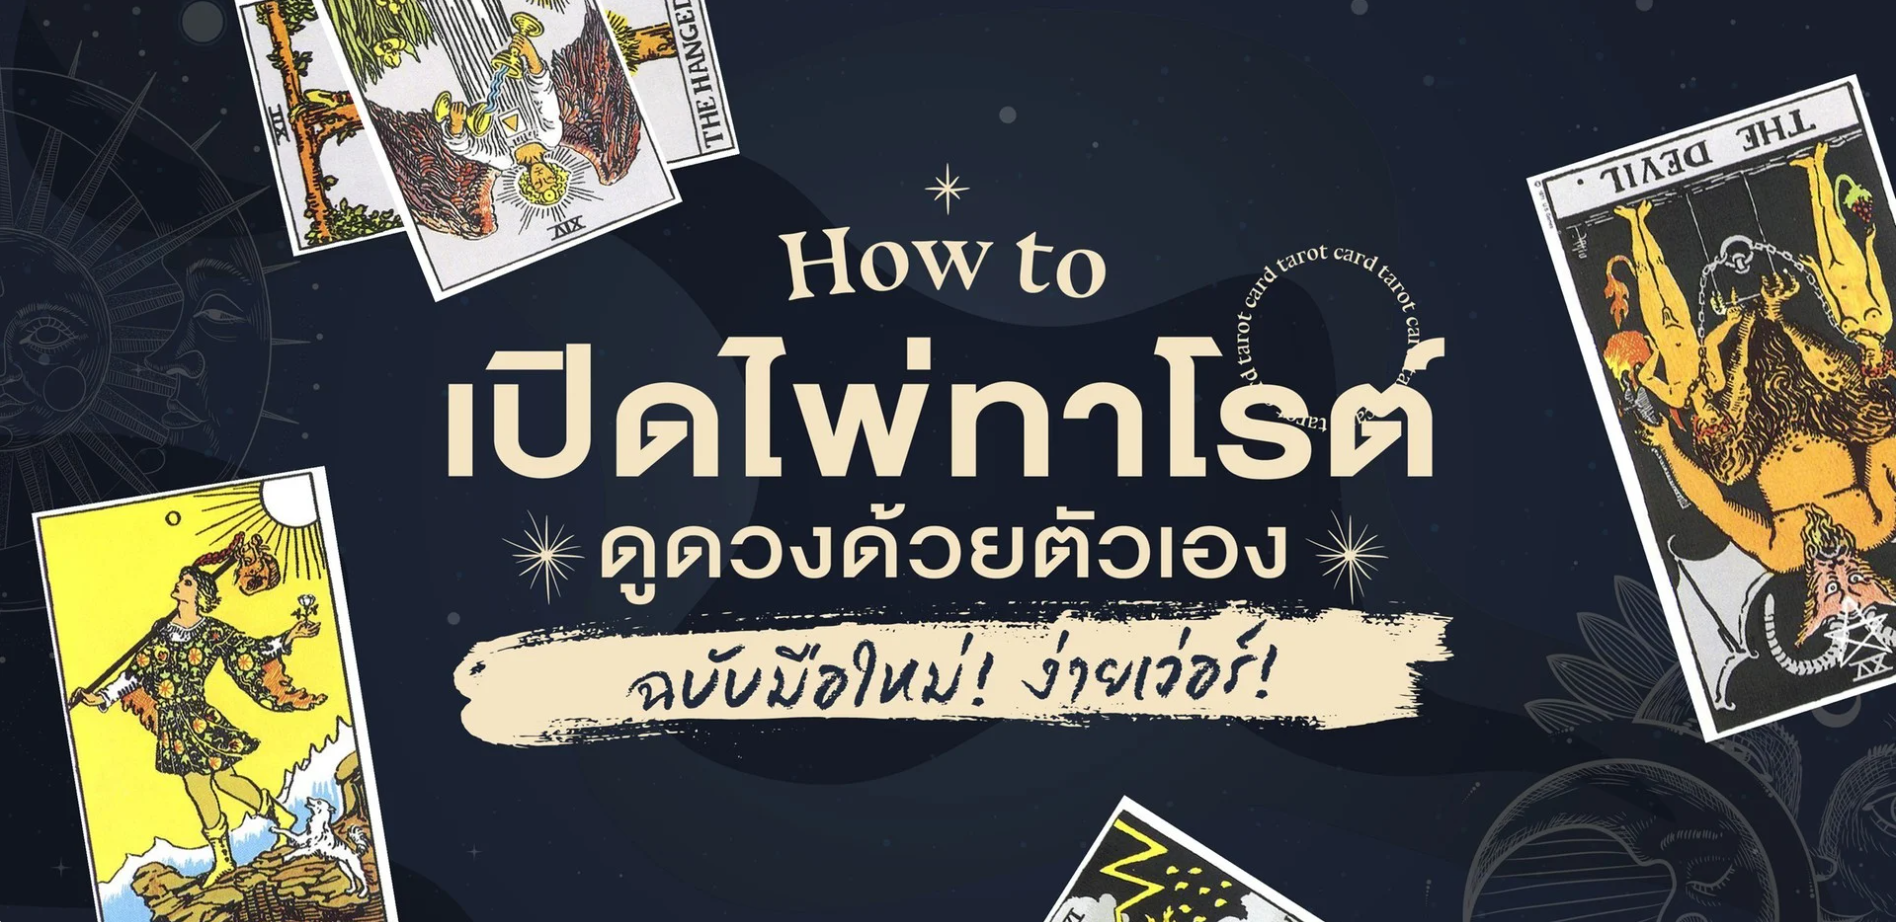 XII
THE HANGED
XIV
THE DEVIL.
How to
tarot card tarot card tarot card tarot
เปิดไพ่ทาโรต์
ดูดวงด้วยตัวเอง
ฉบับมือใหม่! ง่ายเว่อร์!
0
XV